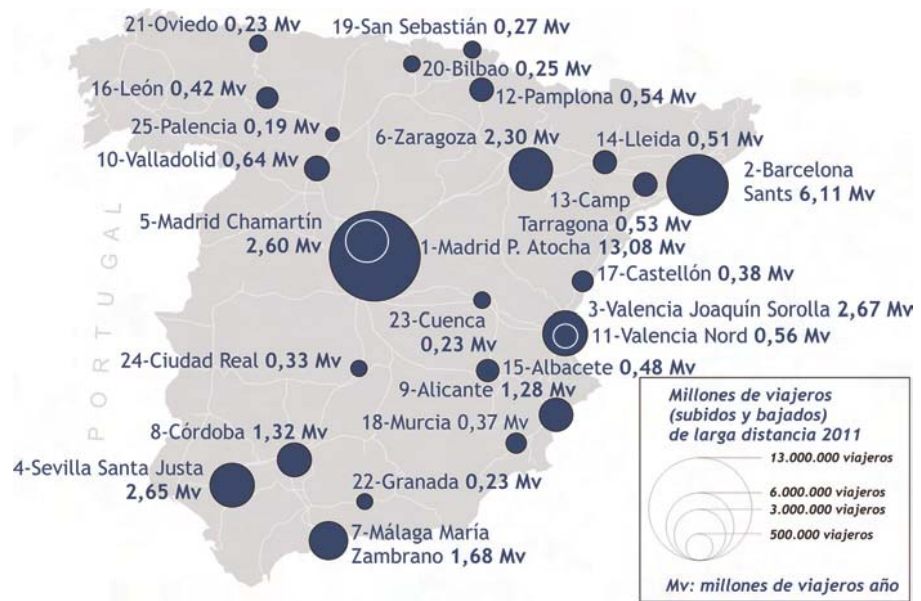 21-Oviedo 0,23 Mv
19-San Sebastián 0,27 Mv
20-Bilbao 0,25 Mv
16-León 0,42 Mv
12-Pamplona 0,54 Mv
25-Palencia 0,19 Mv
6-Zaragoza 2,30 Mv
14-Lleida 0,51 Mv
10-Valladolid 0,64 Mv
2-Barcelona
Sants 6,11 Mv
13-Camp
Tarragona 0,53 Mv
5-Madrid Chamartín
2,60 Mv
1-Madrid P. Atocha 13,08 Mv
PORTUGAL
17-Castellón 0,38 Mv
3-Valencia Joaquín Sorolla 2,67 Mv
11-Valencia Nord 0,56 Mv
23-Cuenca
0,23 Mv
24-Ciudad Real 0,33 Mv
15-Albacete 0,48 Mv
9-Alicante 1,28 Mv
18-Murcia 0,37 Mv
8-Córdoba 1,32 Mv
4-Sevilla Santa Justa
2,65 Mv
22-Granada 0,23 Mv
7-Málaga María
Zambrano 1,68 Mv
Millones de viajeros
(subidos y bajados)
de larga distancia 2011
13.000.000 viajeros
6.000.000 viajeros
3.000.000 viajeros
500.000 viajeros
Mv: millones de viajeros año